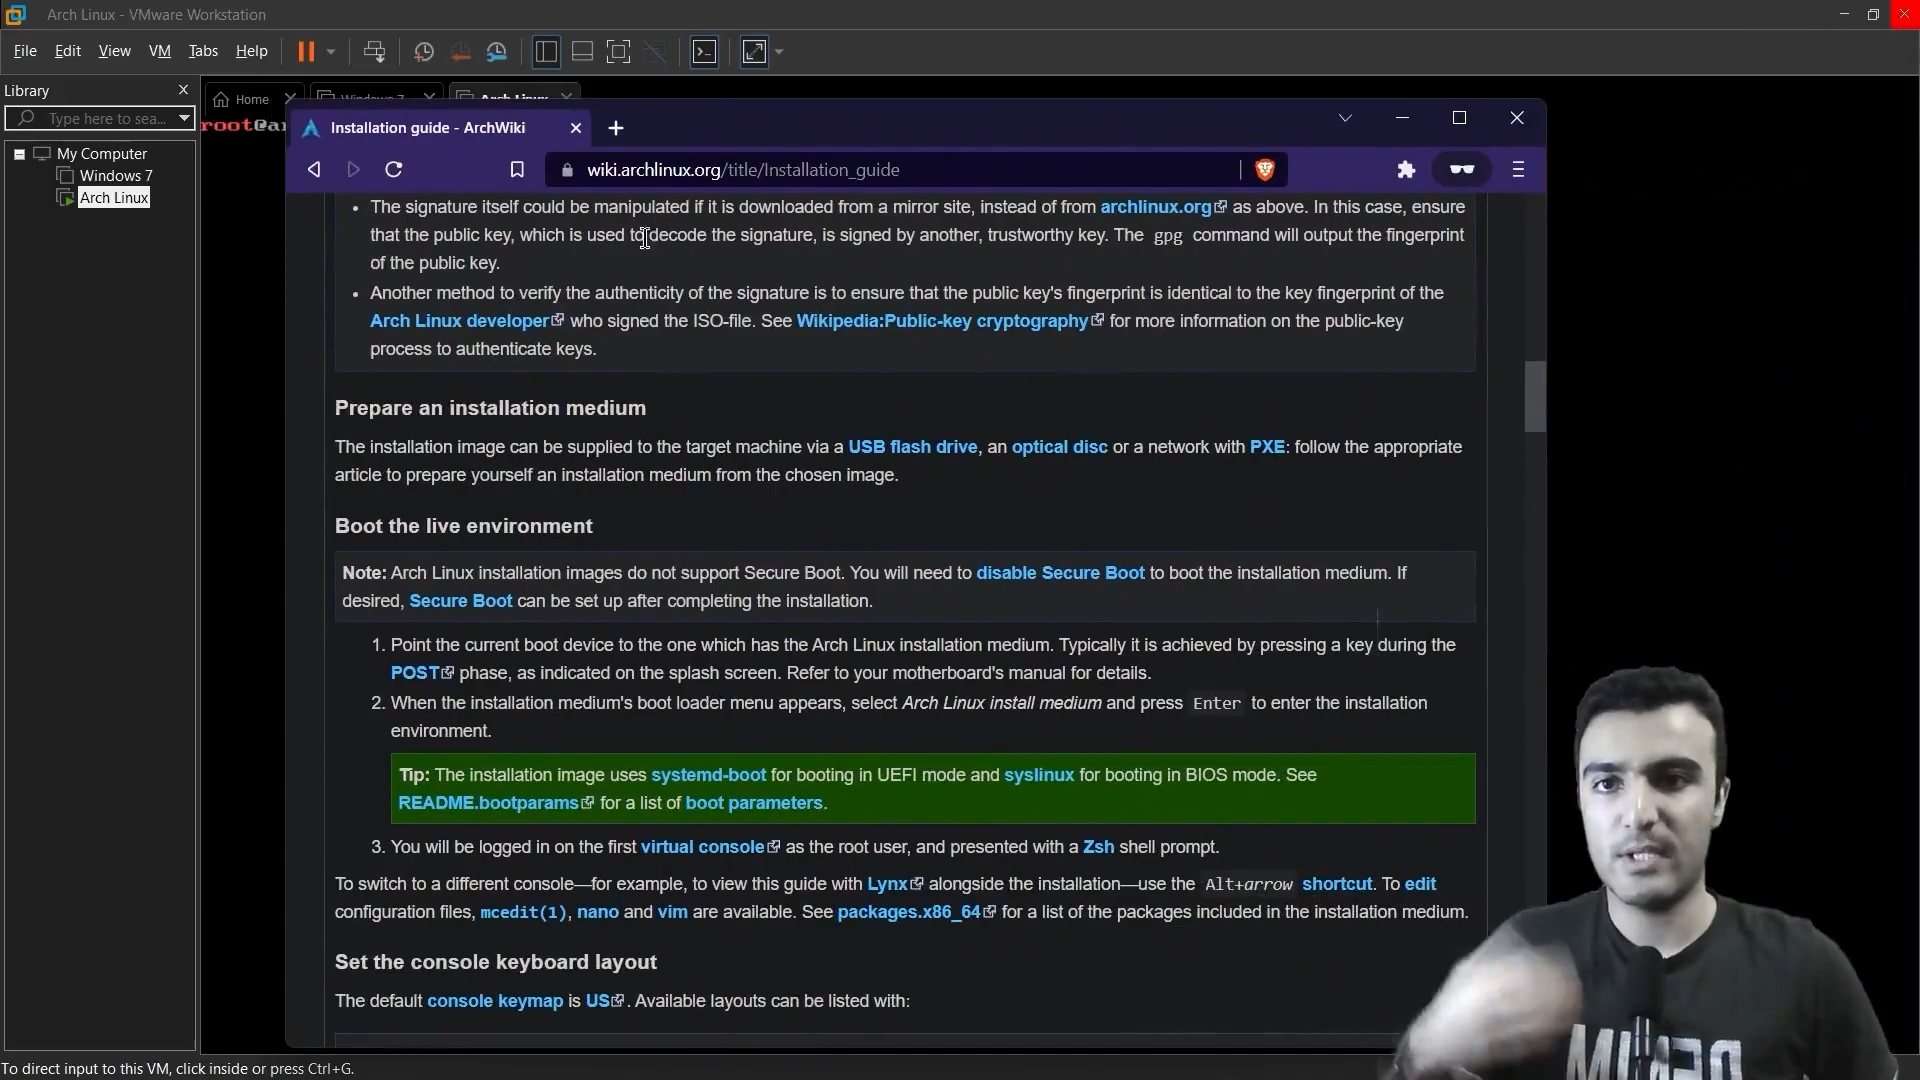 Arch Linux - VMware Workstation
File Edit View VM Tabs Help
Library
Type here to sea...
My Computer
Windows 7
Arch Linux
Home
Windows 7
Arch Linux
root@ar
Installation guide - ArchWiki
wiki.archlinux.org/title/Installation_guide
• The signature itself could be manipulated if it is downloaded from a mirror site, instead of from archlinux.org as above. In this case, ensure
that the public key, which is used to decode the signature, is signed by another, trustworthy key. The gpg command will output the fingerprint
of the public key.
• Another method to verify the authenticity of the signature is to ensure that the public key's fingerprint is identical to the key fingerprint of the
Arch Linux developer who signed the ISO-file. See Wikipedia:Public-key cryptography for more information on the public-key
process to authenticate keys.
Prepare an installation medium
The installation image can be supplied to the target machine via a USB flash drive, an optical disc or a network with PXE: follow the appropriate
article to prepare yourself an installation medium from the chosen image.
Boot the live environment
Note: Arch Linux installation images do not support Secure Boot. You will need to disable Secure Boot to boot the installation medium. If
desired, Secure Boot can be set up after completing the installation.
1. Point the current boot device to the one which has the Arch Linux installation medium. Typically it is achieved by pressing a key during the
POST phase, as indicated on the splash screen. Refer to your motherboard's manual for details.
2. When the installation medium's boot loader menu appears, select Arch Linux install medium and press Enter to enter the installation
environment.
Tip: The installation image uses systemd-boot for booting in UEFI mode and syslinux for booting in BIOS mode. See
README.bootparams for a list of boot parameters.
3. You will be logged in on the first virtual console as the root user, and presented with a Zsh shell prompt.
To switch to a different console—for example, to view this guide with Lynx alongside the installation—use the Alt+arrow shortcut. To edit
configuration files, mcedit(1), nano and vim are available. See packages.x86_64 for a list of the packages included in the installation medium.
Set the console keyboard layout
The default console keymap is US. Available layouts can be listed with:
To direct input to this VM, click inside or press Ctrl+G.